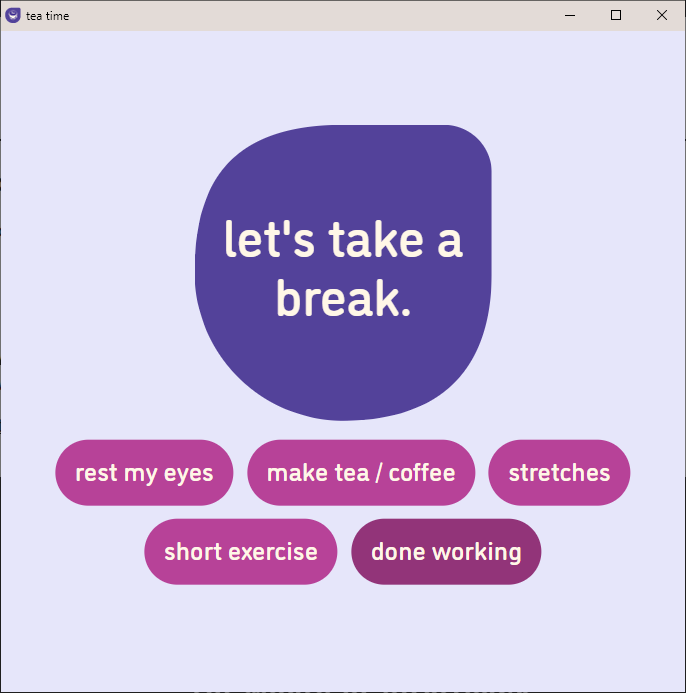 tea time
let's take a
break.
rest my eyes
make tea / coffee
stretches
short exercise
done working